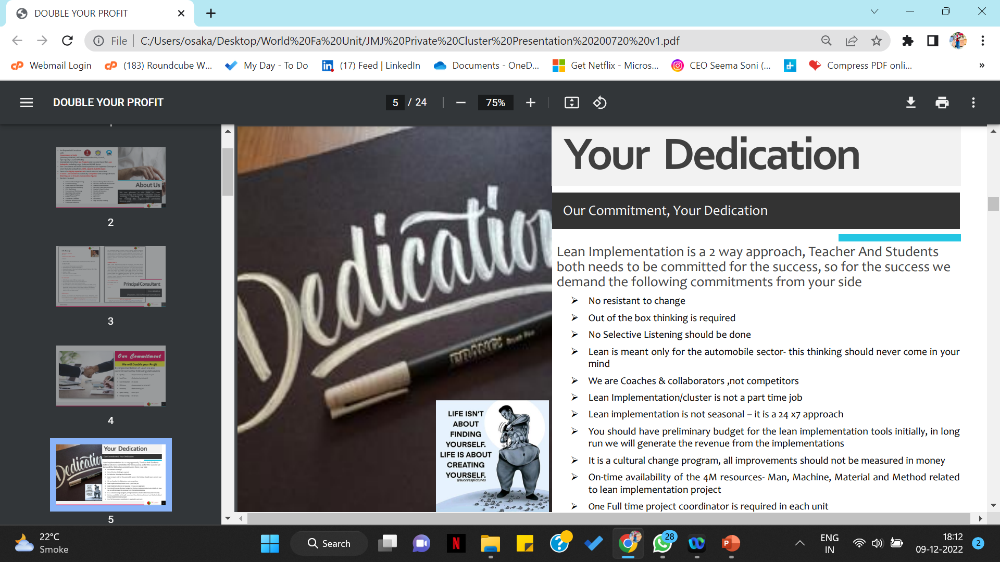 DOUBLE YOUR PROFIT
File
C:/Users/osaka/Desktop/World%20Fa%20Unit/JMJ%20Private%20Cluster%20Presentation%20200720%20v1.pdf
Webmail Login
(183) Roundcube W...
My Day - To Do
(17) Feed | LinkedIn
Documents - OneD...
Get Netflix - Micros...
CEO Seema Soni (...
Compress PDF onli...
»
DOUBLE YOUR PROFIT
5 / 24
75%
About Us
2
Principal Consultant
3
Our Commitment
We will Double your Profit
4
Your Dedication
Our Commitment, Your Dedication
Dedication
5
Dedication
LIFE ISN'T
ABOUT
FINDING
YOURSELF.
LIFE IS ABOUT
CREATING
YOURSELF.
@successpictures
Your Dedication
Our Commitment, Your Dedication
Lean Implementation is a 2 way approach, Teacher And Students
both needs to be committed for the success, so for the success we
demand the following commitments from your side
➢ No resistant to change
➢ Out of the box thinking is required
➢ No Selective Listening should be done
➢ Lean is meant only for the automobile sector- this thinking should never come in your
mind
➢ We are Coaches & collaborators ,not competitors
➢ Lean Implementation/cluster is not a part time job
➢ Lean implementation is not seasonal – it is a 24 x7 approach
➢ You should have preliminary budget for the lean implementation tools initially, in long
run we will generate the revenue from the implementations
➢ It is a cultural change program, all improvements should not be measured in money
➢ On-time availability of the 4M resources- Man, Machine, Material and Method related
to lean implementation project
➢ One Full time project coordinator is required in each unit
22°C
Smoke
Search
28
ENG
IN
18:12
09-12-2022
2